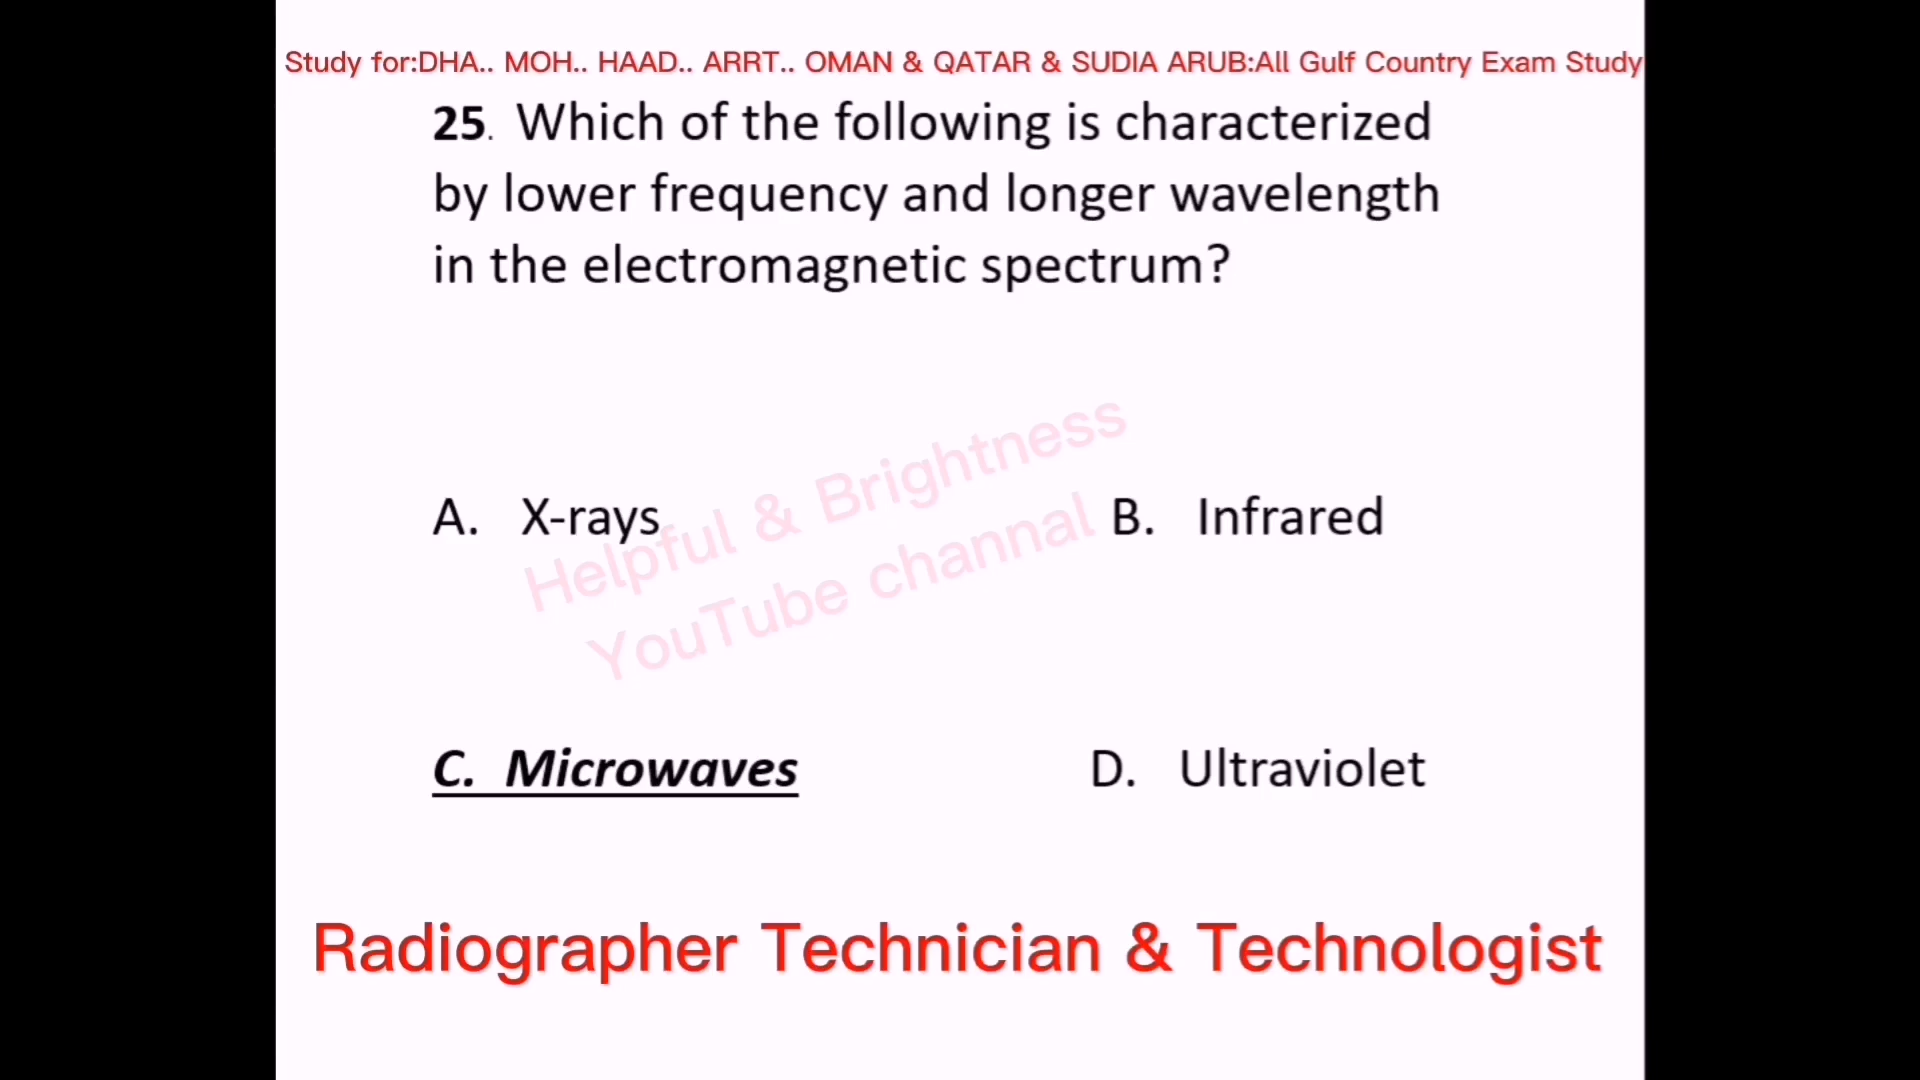 Study for:DHA.. MOH.. HAAD.. ARRT.. OMAN & QATAR & SUDIA ARUB:All Gulf Country Exam Study
25. Which of the following is characterized
by lower frequency and longer wavelength
in the electromagnetic spectrum?
A. X-rays
B. Infrared
Helpful & Brightness
YouTube channal
C. Microwaves
D. Ultraviolet
Radiographer Technician & Technologist